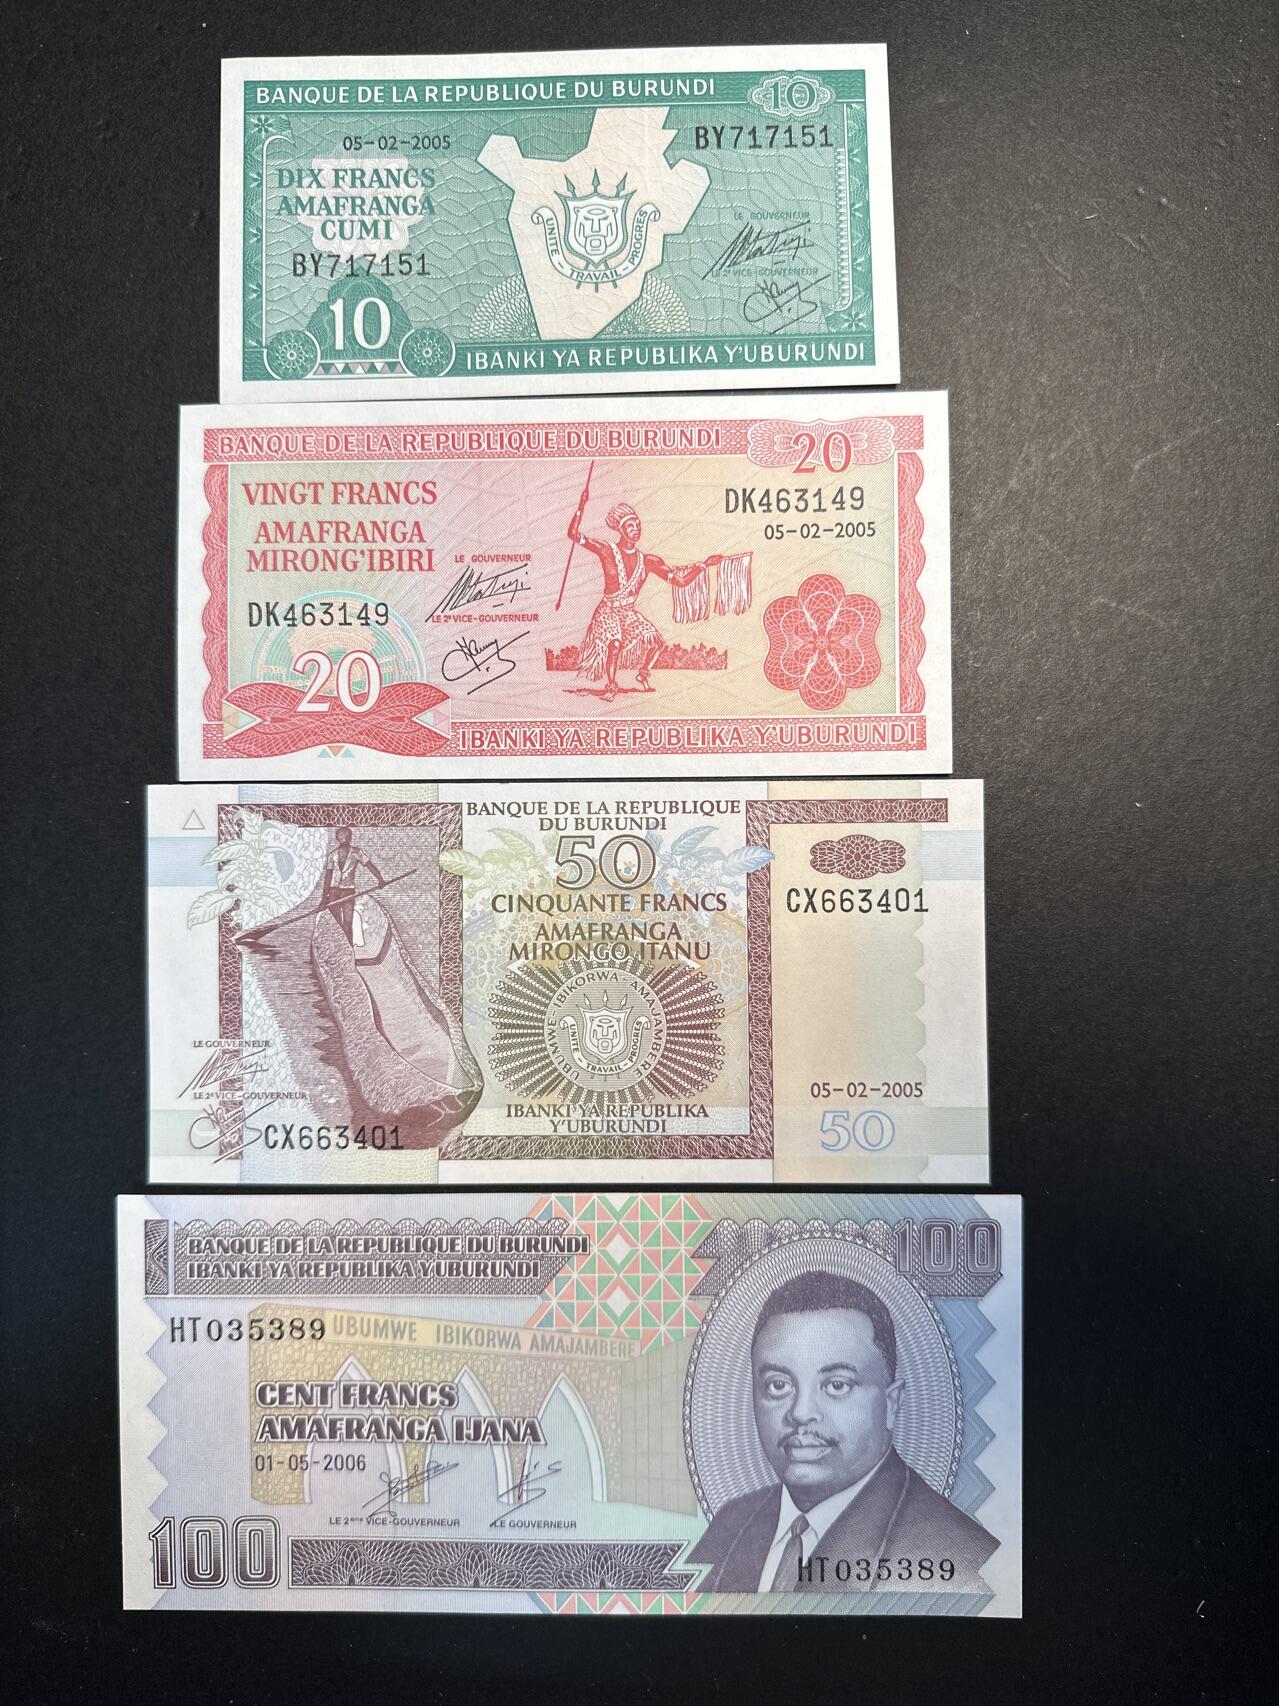 BANQUE DE LA REPUBLIQUE DU BURUNDI
10
05-02-2005
BY717151
DIX FRANCS
AMAFRANGA
CUMI
BY717151
UNITE - TRAVAIL - PROGRES
LE GOUVERNEUR
LE 2e VICE-GOUVERNEUR
10
IBANKI YA REPUBLIKA Y'UBURUNDI
BANQUE DE LA REPUBLIQUE DU BURUNDI
20
VINGT FRANCS
DK463149
05-02-2005
AMAFRANGA
MIRONG'IBIRI
LE GOUVERNEUR
DK463149
LE 2e VICE-GOUVERNEUR
20
IBANKI YA REPUBLIKA Y'UBURUNDI
BANQUE DE LA REPUBLIQUE
DU BURUNDI
50
CINQUANTE FRANCS
CX663401
AMAFRANGA
MIRONGO ITANU
UBUMWE - IBIKORWA - AMAJAMBERE
UNITE - TRAVAIL - PROGRES
LE GOUVERNEUR
LE 2e VICE-GOUVERNEUR
05-02-2005
IBANKI YA REPUBLIKA
Y'UBURUNDI
CX663401
50
BANQUE DE LA REPUBLIQUE DU BURUNDI
100
IBANKI YA REPUBLIKA Y'UBURUNDI
HT035389
UBUMWE IBIKORWA AMAJAMBERE
CENT FRANCS
AMAFRANGA IJANA
01-05-2006
LE 2ème VICE-GOUVERNEUR
LE GOUVERNEUR
100
HT035389